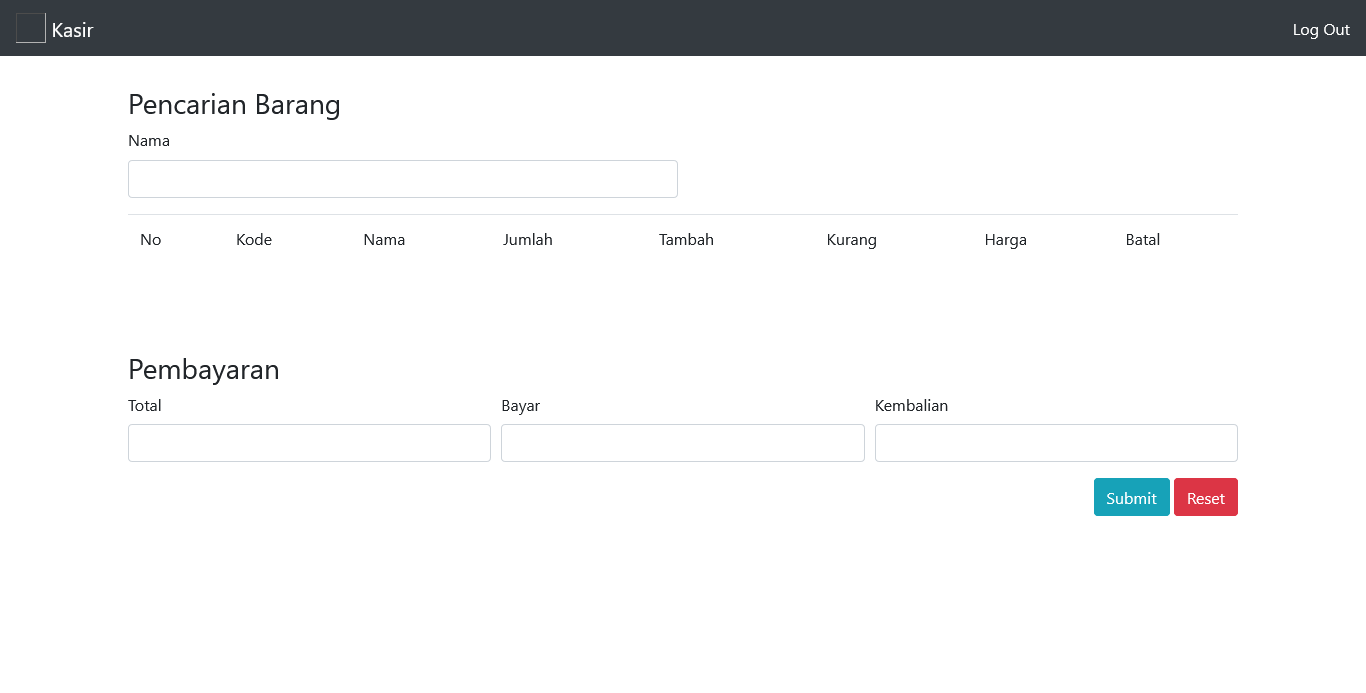 Kasir Log Out
Pencarian Barang
Nama
No Kode Nama Jumlah Tambah Kurang Harga Batal
Pembayaran
Total Bayar Kembalian
Submit Reset